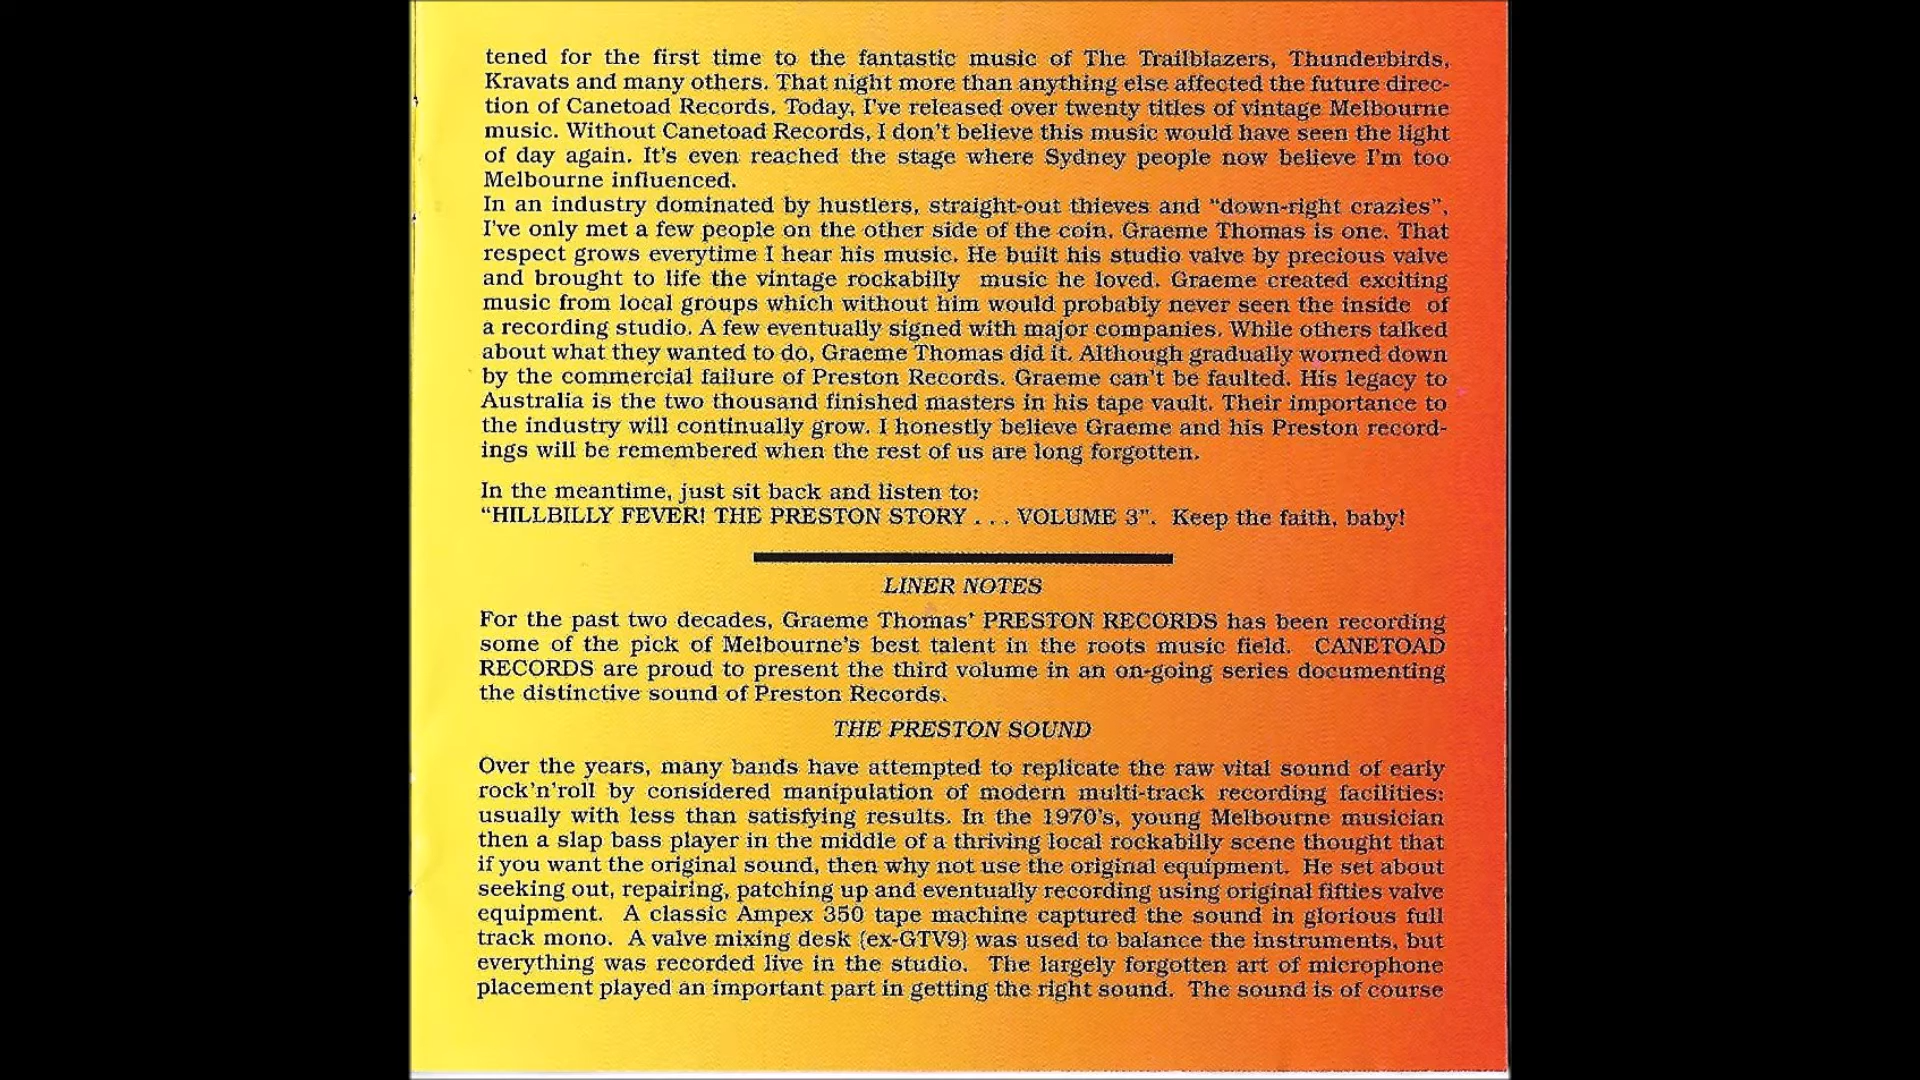 tened for the first time to the fantastic music of The Trailblazers, Thunderbirds,
Kravats and many others. That night more than anything else affected the future direc-
tion of Canetoad Records. Today, I've released over twenty titles of vintage Melbourne
music. Without Canetoad Records, I don't believe this music would have seen the light
of day again. It's even reached the stage where Sydney people now believe I'm too
Melbourne influenced.
In an industry dominated by hustlers, straight-out thieves and "down-right crazies",
I've only met a few people on the other side of the coin. Graeme Thomas is one. That
respect grows everytime I hear his music. He built his studio valve by precious valve
and brought to life the vintage rockabilly music he loved. Graeme created exciting
music from local groups which without him would probably never seen the inside of
a recording studio. A few eventually signed with major companies. While others talked
about what they wanted to do, Graeme Thomas did it. Although gradually worned down
by the commercial failure of Preston Records. Graeme can't be faulted. His legacy to
Australia is the two thousand finished masters in his tape vault. Their importance to
the industry will continually grow. I honestly believe Graeme and his Preston record-
ings will be remembered when the rest of us are long forgotten.
In the meantime, just sit back and listen to:
"HILLBILLY FEVER! THE PRESTON STORY . . . VOLUME 3". Keep the faith, baby!
LINER NOTES
For the past two decades, Graeme Thomas' PRESTON RECORDS has been recording
some of the pick of Melbourne's best talent in the roots music field. CANETOAD
RECORDS are proud to present the third volume in an on-going series documenting
the distinctive sound of Preston Records.
THE PRESTON SOUND
Over the years, many bands have attempted to replicate the raw vital sound of early
rock'n'roll by considered manipulation of modern multi-track recording facilities:
usually with less than satisfying results. In the 1970's, young Melbourne musician
then a slap bass player in the middle of a thriving local rockabilly scene thought that
if you want the original sound, then why not use the original equipment. He set about
seeking out, repairing, patching up and eventually recording using original fifties valve
equipment. A classic Ampex 350 tape machine captured the sound in glorious full
track mono. A valve mixing desk (ex-GTV9) was used to balance the instruments, but
everything was recorded live in the studio. The largely forgotten art of microphone
placement played an important part in getting the right sound. The sound is of course